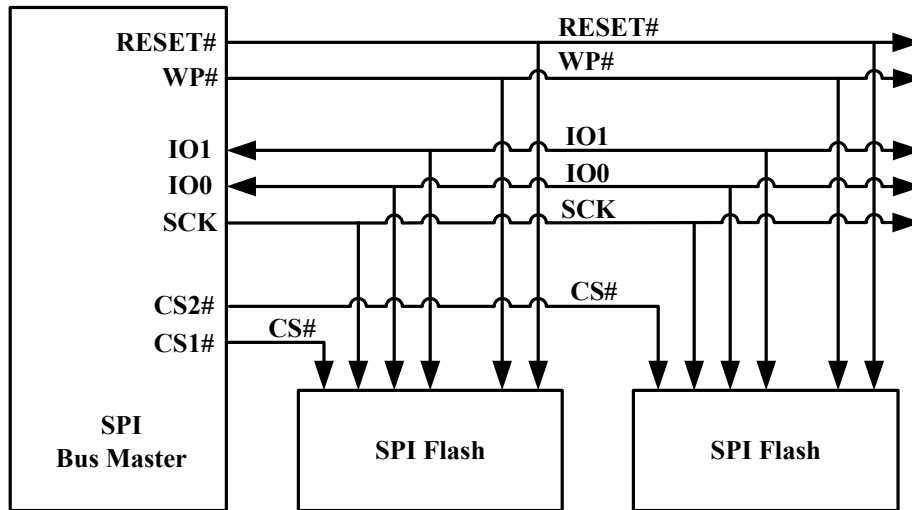 RESET#
RESET#
WP#
WP#
IO1
IO1
IO0
IO0
SCK
SCK
CS2#
CS#
CS1#
CS#
SPI
Bus Master
SPI Flash
SPI Flash